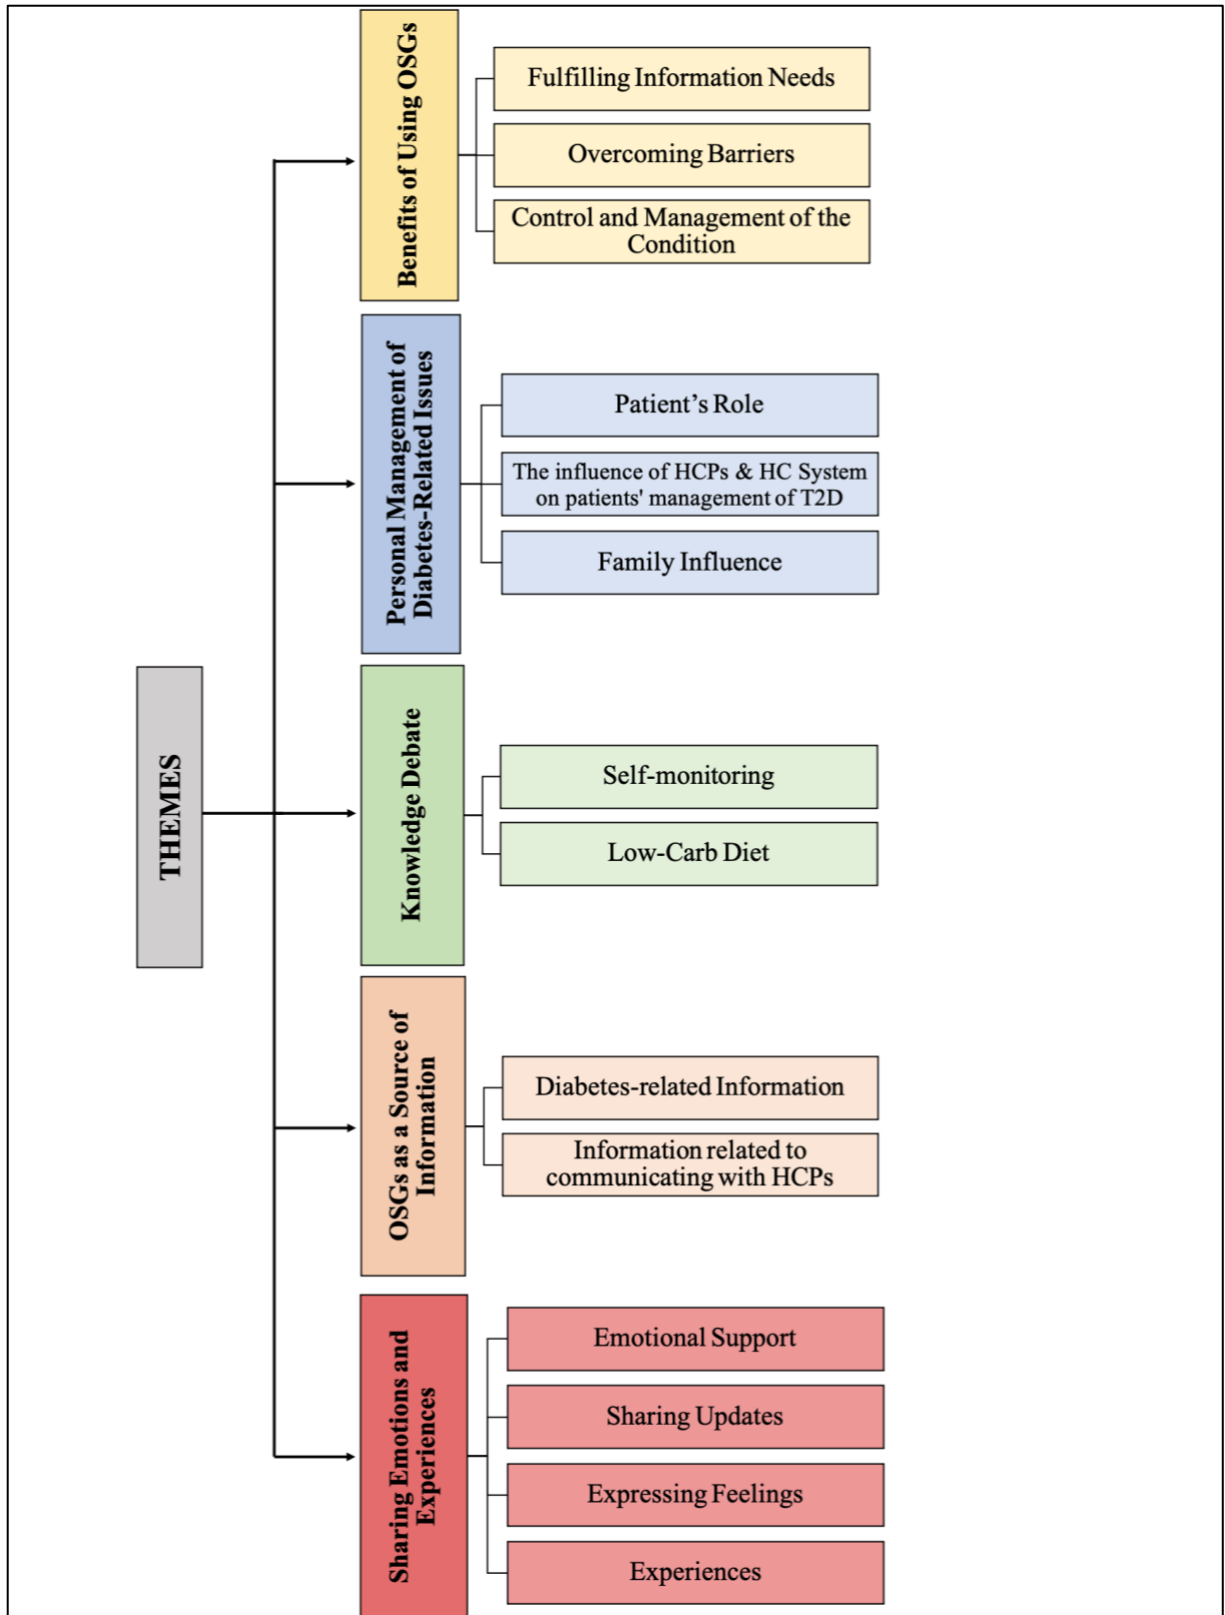 THEMES
Benefits of Using OSGs
Fulfilling Information Needs
Overcoming Barriers
Control and Management of the
Condition
Personal Management of
Diabetes-Related Issues
Patient’s Role
The influence of HCPs & HC System
on patients' management of T2D
Family Influence
Knowledge Debate
Self-monitoring
Low-Carb Diet
OSGs as a Source of
Information
Diabetes-related Information
Information related to
communicating with HCPs
Sharing Emotions and
Experiences
Emotional Support
Sharing Updates
Expressing Feelings
Experiences